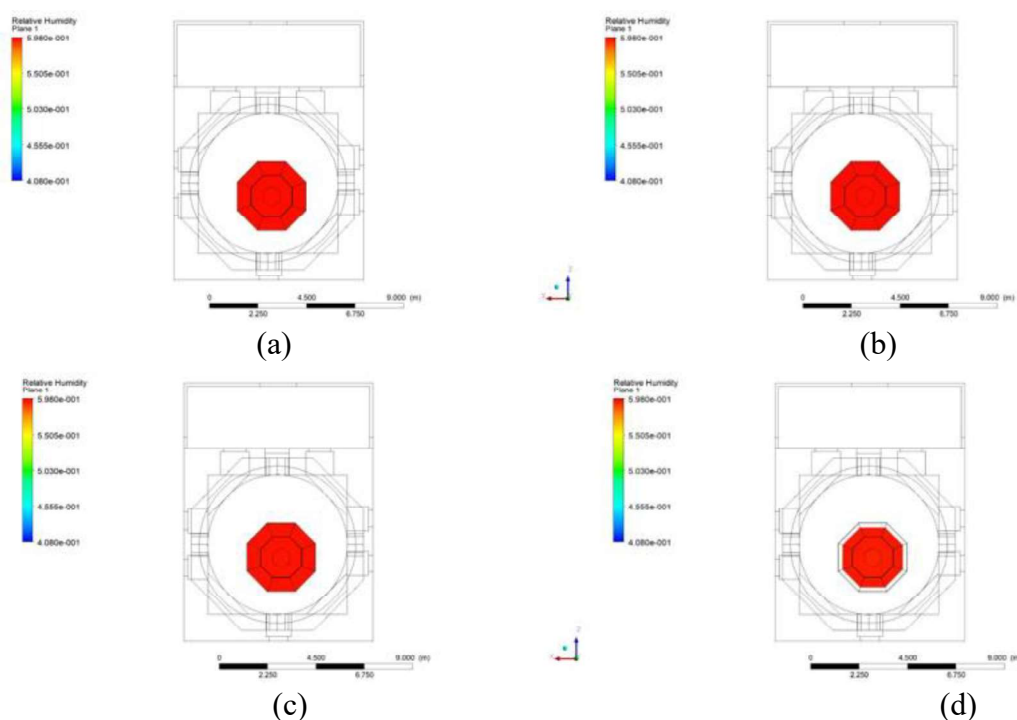 Relative Humidity
Plane 1
5.980e-001
5.505e-001
5.030e-001
4.555e-001
4.080e-001
0 4.500 9.000 (m)
2.250 6.750
(a)
Relative Humidity
Plane 1
5.980e-001
5.505e-001
5.030e-001
4.555e-001
4.080e-001
0 4.500 9.000 (m)
2.250 6.750
(b)
Z
X
Relative Humidity
Plane 1
5.980e-001
5.505e-001
5.030e-001
4.555e-001
4.080e-001
0 4.500 9.000 (m)
2.250 6.750
(c)
Relative Humidity
Plane 1
5.980e-001
5.505e-001
5.030e-001
4.555e-001
4.080e-001
0 4.500 9.000 (m)
2.250 6.750
(d)
Z